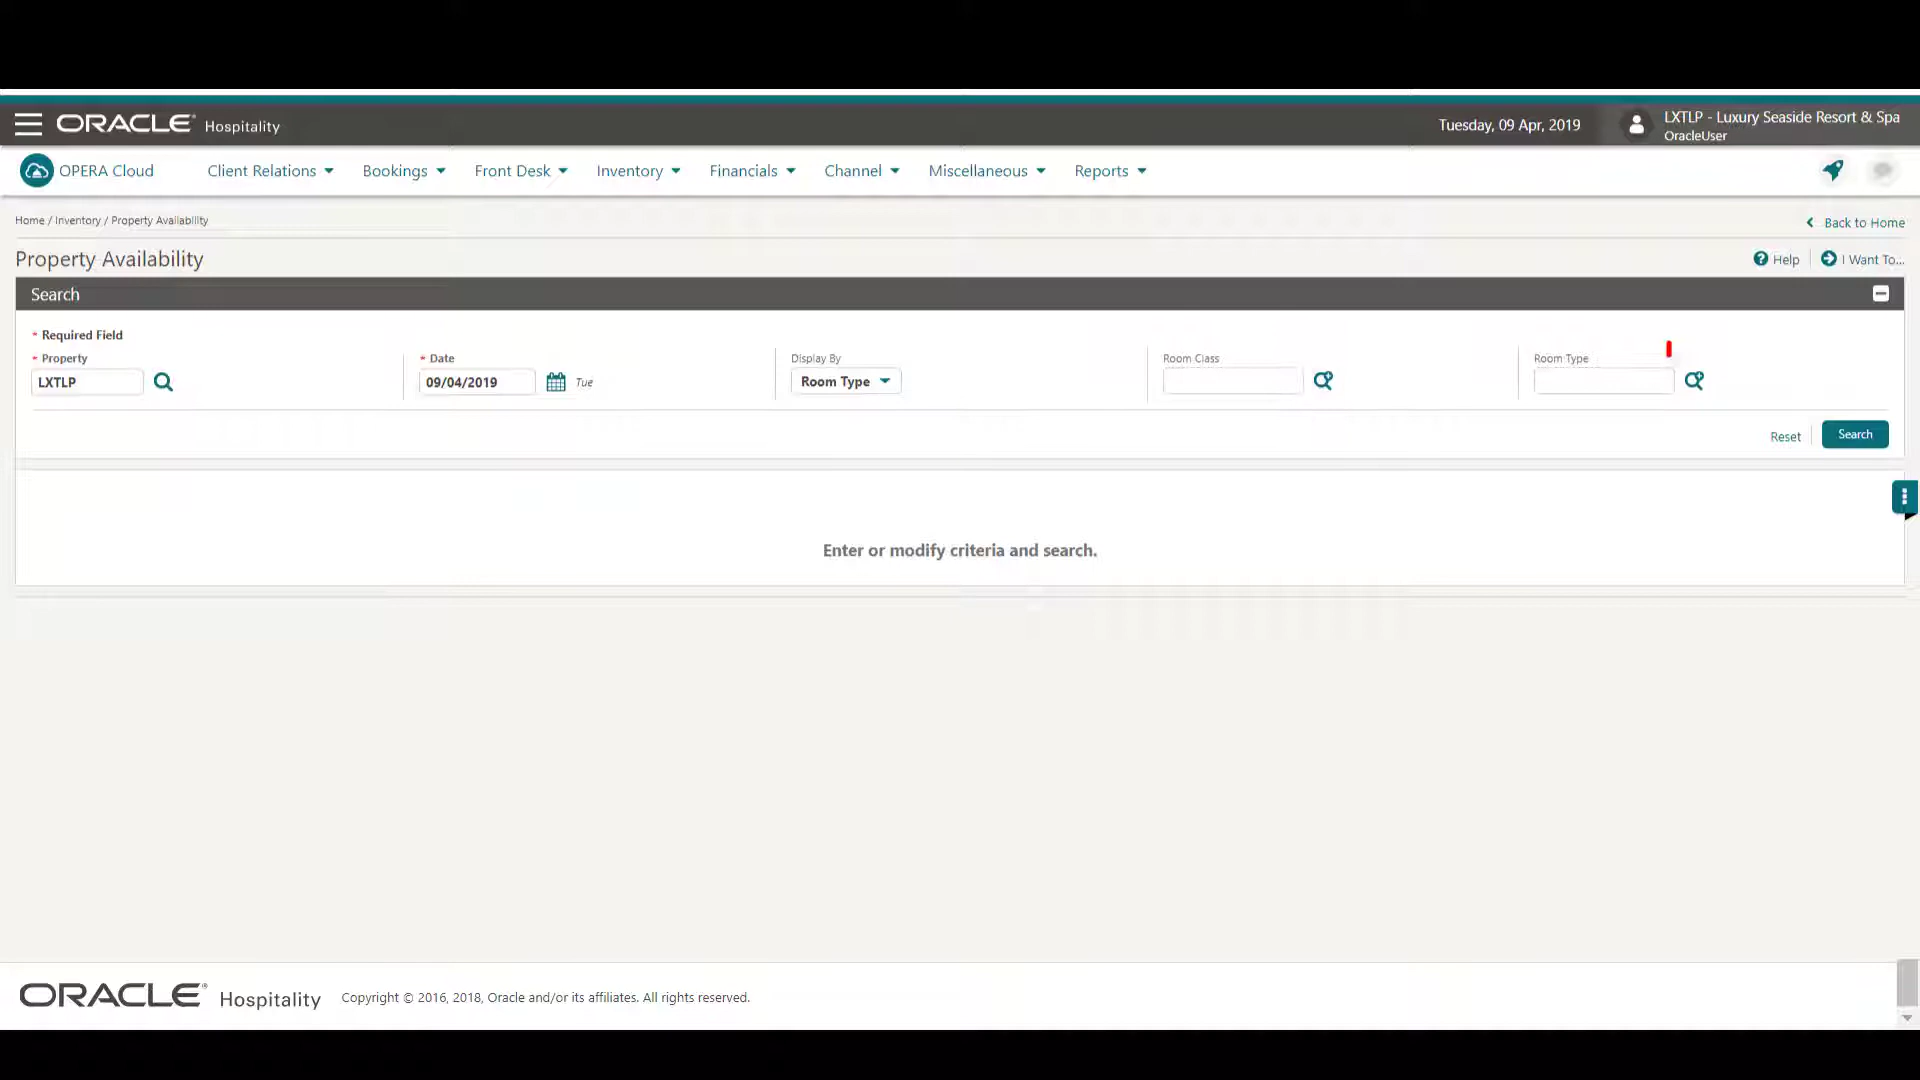 ORACLE Hospitality
Tuesday, 09 Apr, 2019
LXTLP - Luxury Seaside Resort & Spa
OracleUser
OPERA Cloud Client Relations Bookings Front Desk Inventory Financials Channel Miscellaneous Reports
Home / Inventory / Property Availability
Back to Home
Property Availability
Help I Want To...
Search
* Required Field
* Property * Date Display By Room Class Room Type
LXTLP 09/04/2019 Tue Room Type
Reset Search
Enter or modify criteria and search.
ORACLE® Hospitality Copyright © 2016, 2018, Oracle and/or its affiliates. All rights reserved.